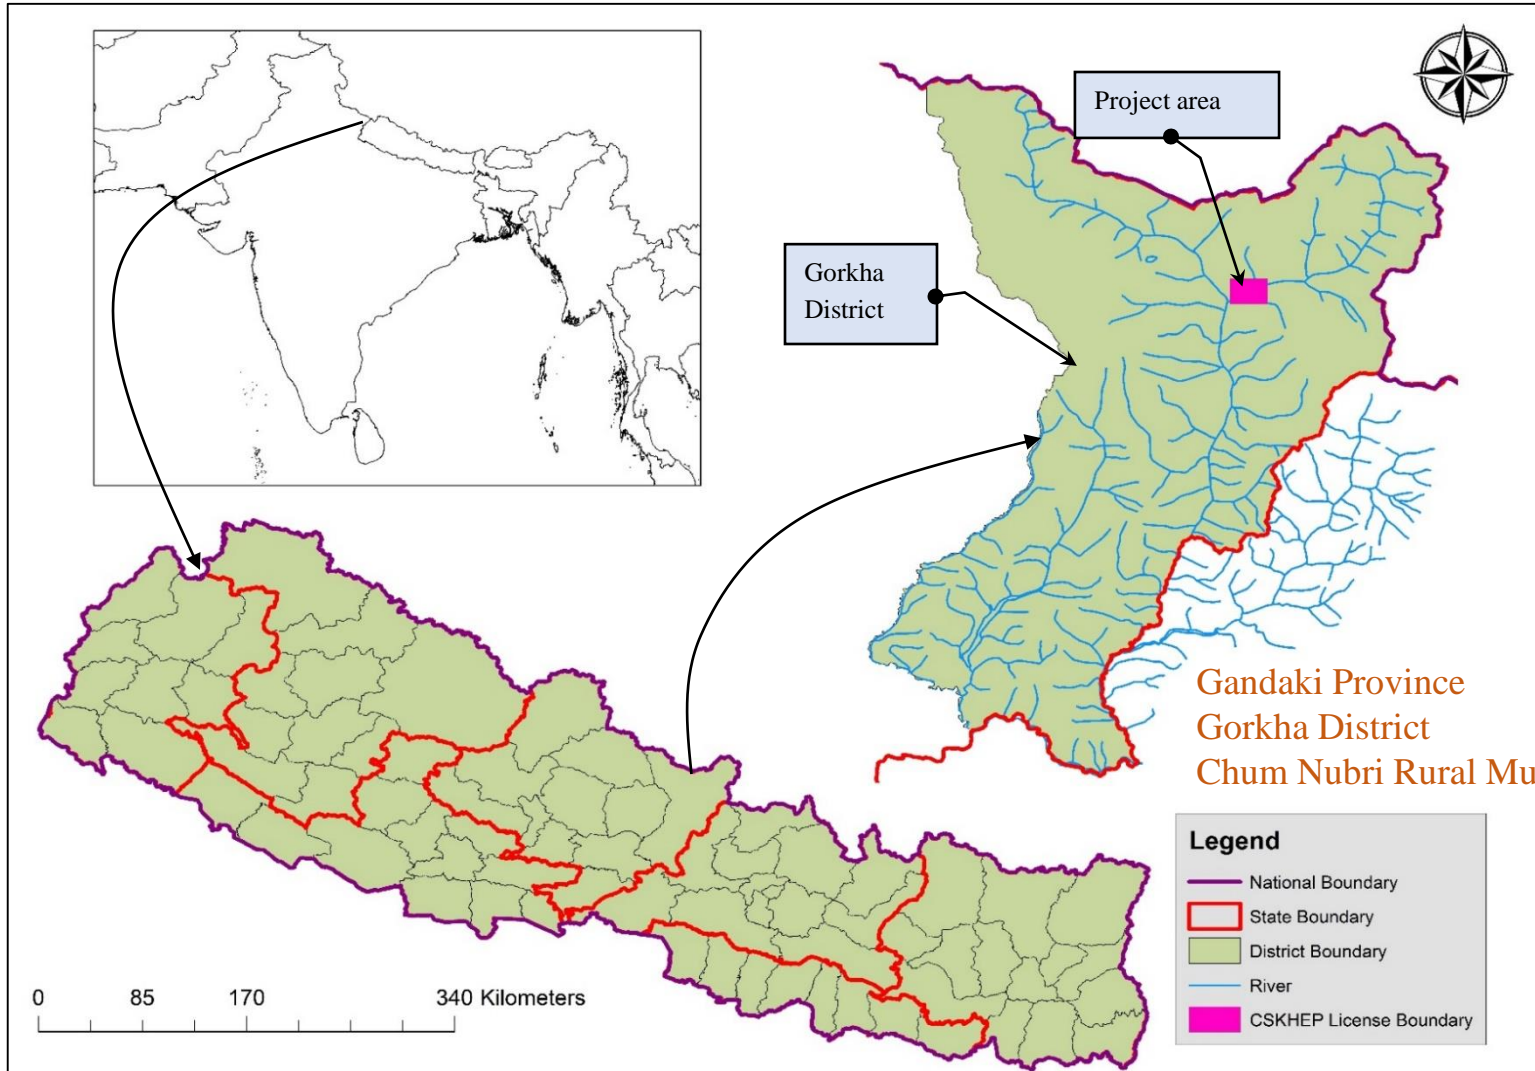 Project area
Gorkha
District
Gandaki Province
Gorkha District
Chum Nubri Rural Mu
Legend
National Boundary
State Boundary
District Boundary
River
CSKHEP License Boundary
0 85 170 340 Kilometers